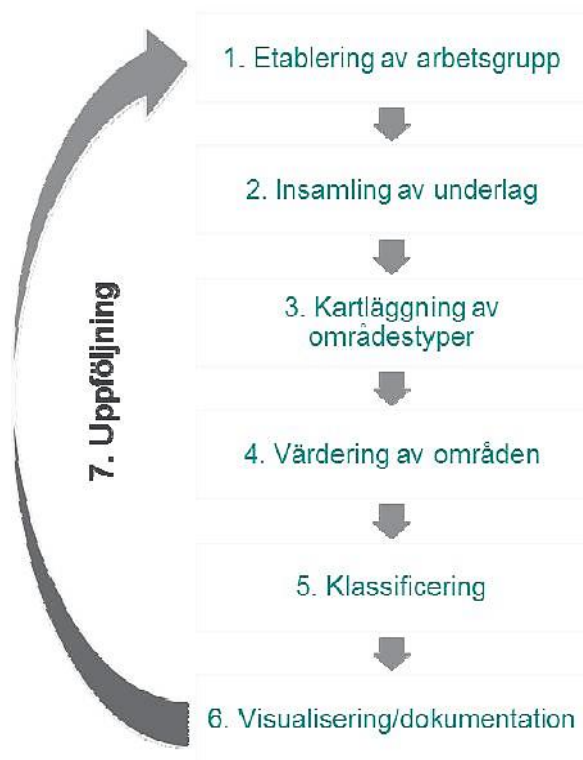 1. Etablering av arbetsgrupp
2. Insamling av underlag
3. Kartläggning av
områdestyper
4. Värdering av områden
5. Klassificering
6. Visualisering/dokumentation
7. Uppföljning